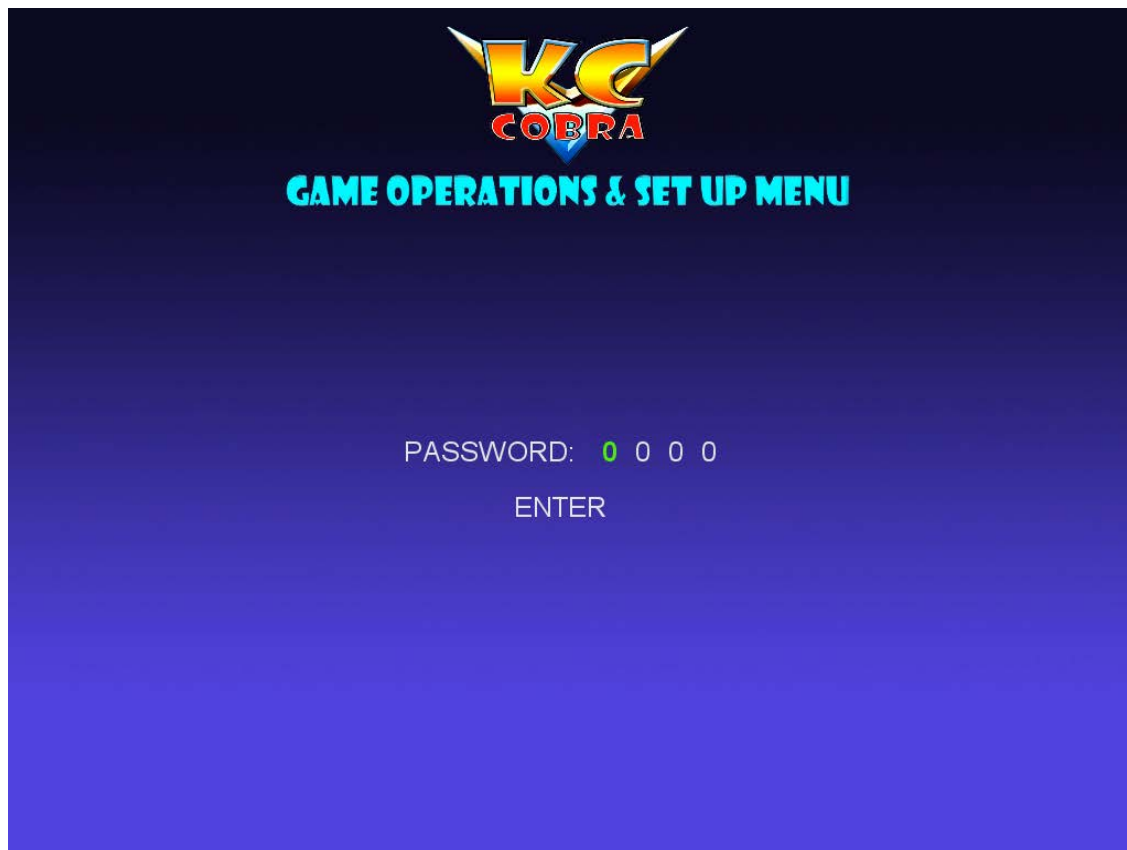 KC
COBRA
GAME OPERATIONS & SET UP MENU
PASSWORD: 0 0 0 0
ENTER